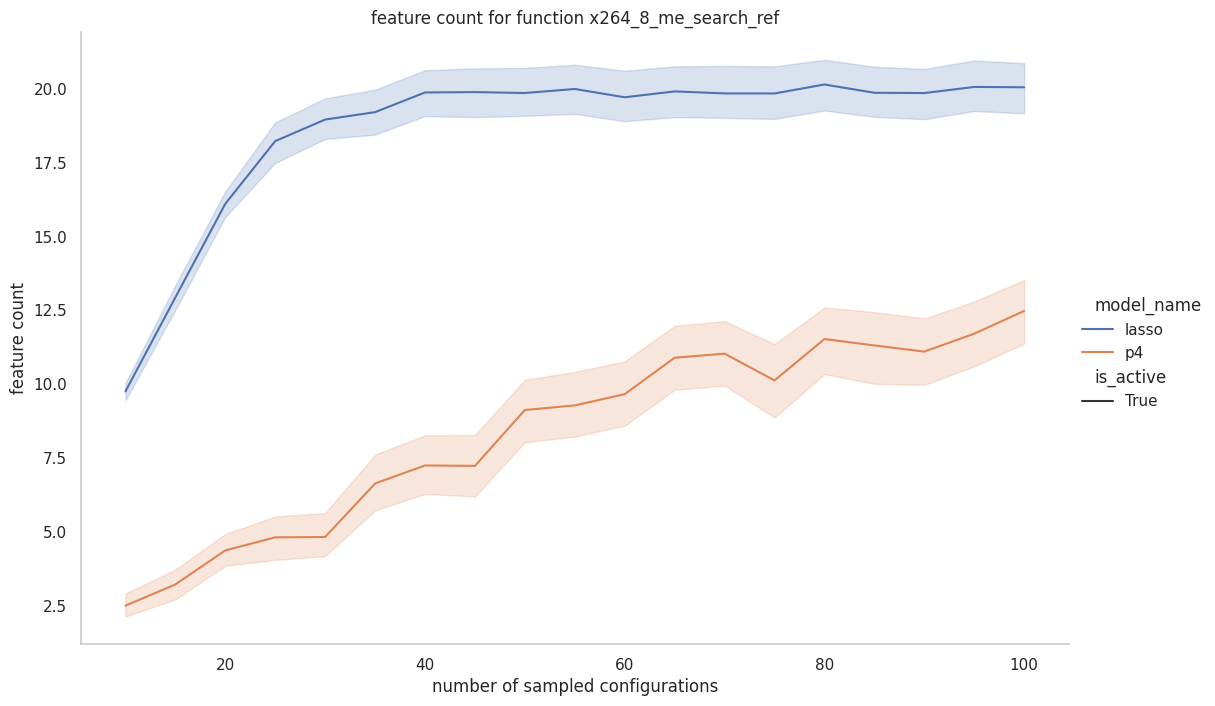 feature count for function x264_8_me_search_ref
20.0
17.5
15.0
12.5
10.0
7.5
5.0
2.5
feature count
20
40
60
80
100
number of sampled configurations
model_name
lasso
p4
is_active
True